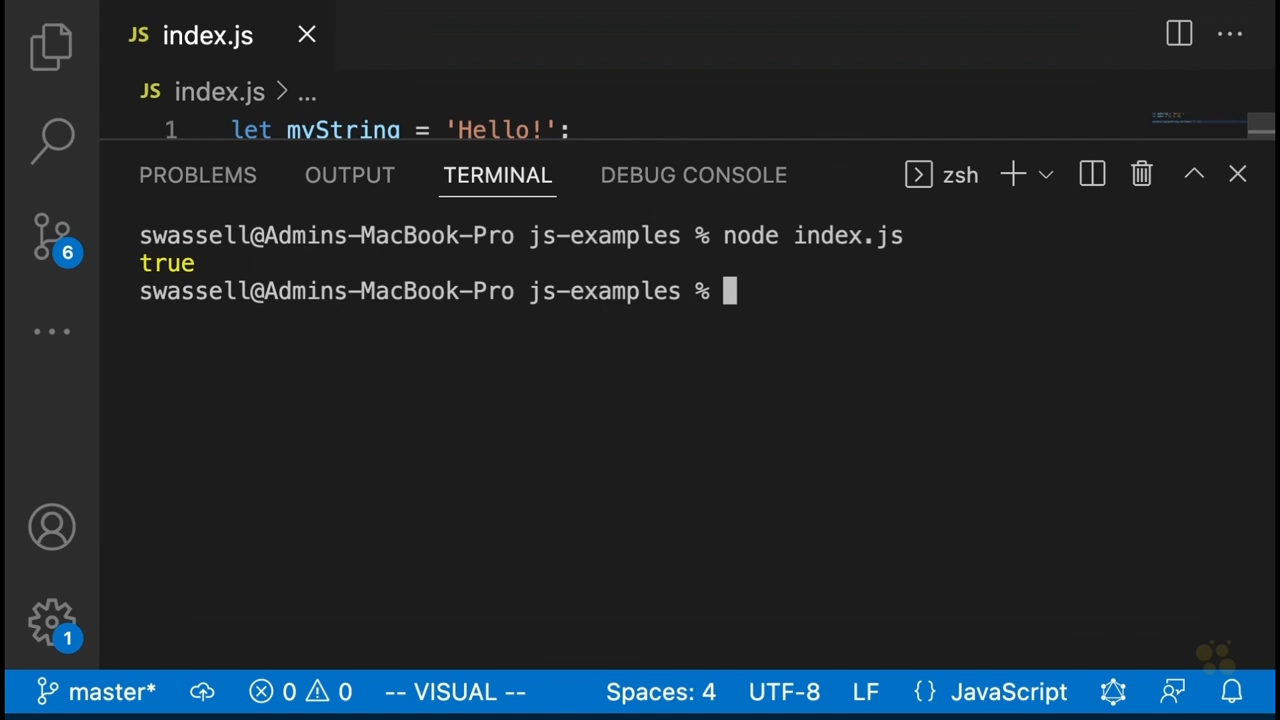 JS index.js
JS index.js > ...
1 let myString = 'Hello!';
PROBLEMS OUTPUT TERMINAL DEBUG CONSOLE zsh
swassell@Admins-MacBook-Pro js-examples % node index.js
true
swassell@Admins-MacBook-Pro js-examples %
6
1
master* 0 0 -- VISUAL -- Spaces: 4 UTF-8 LF {} JavaScript